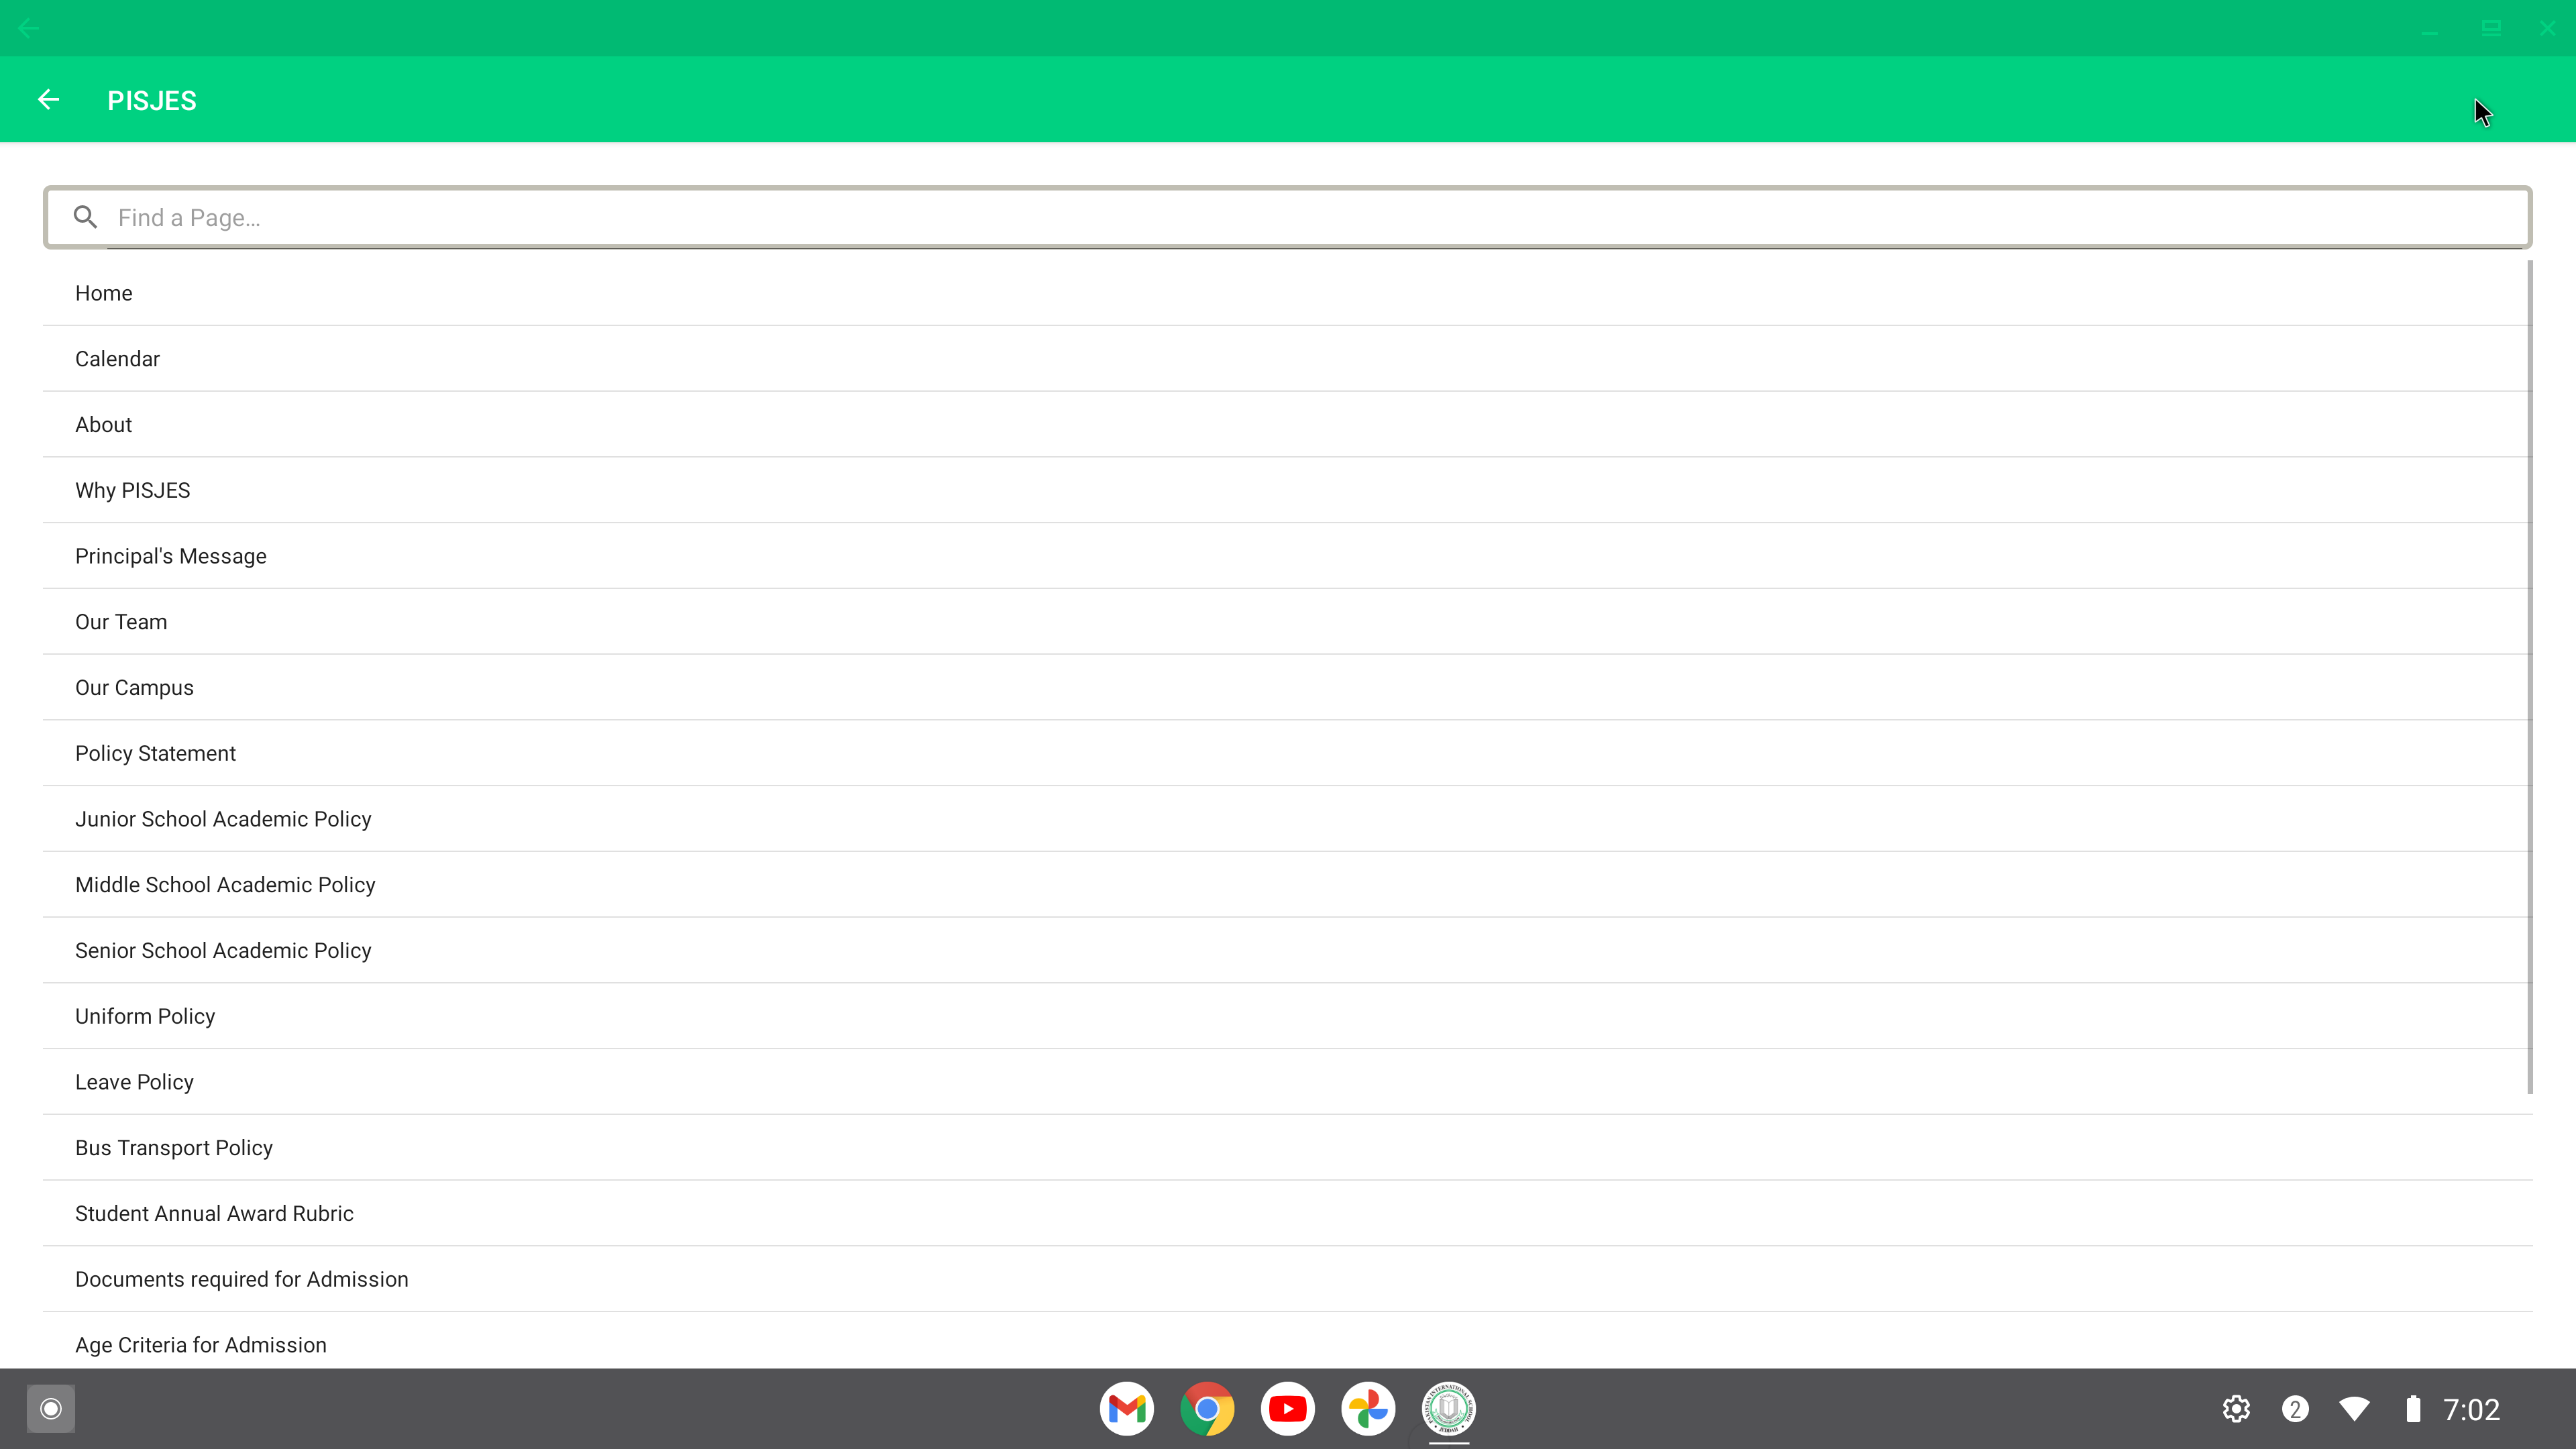 PISJES
Find a Page...
Home
Calendar
About
Why PISJES
Principal's Message
Our Team
Our Campus
Policy Statement
Junior School Academic Policy
Middle School Academic Policy
Senior School Academic Policy
Uniform Policy
Leave Policy
Bus Transport Policy
Student Annual Award Rubric
Documents required for Admission
Age Criteria for Admission
2
7:02